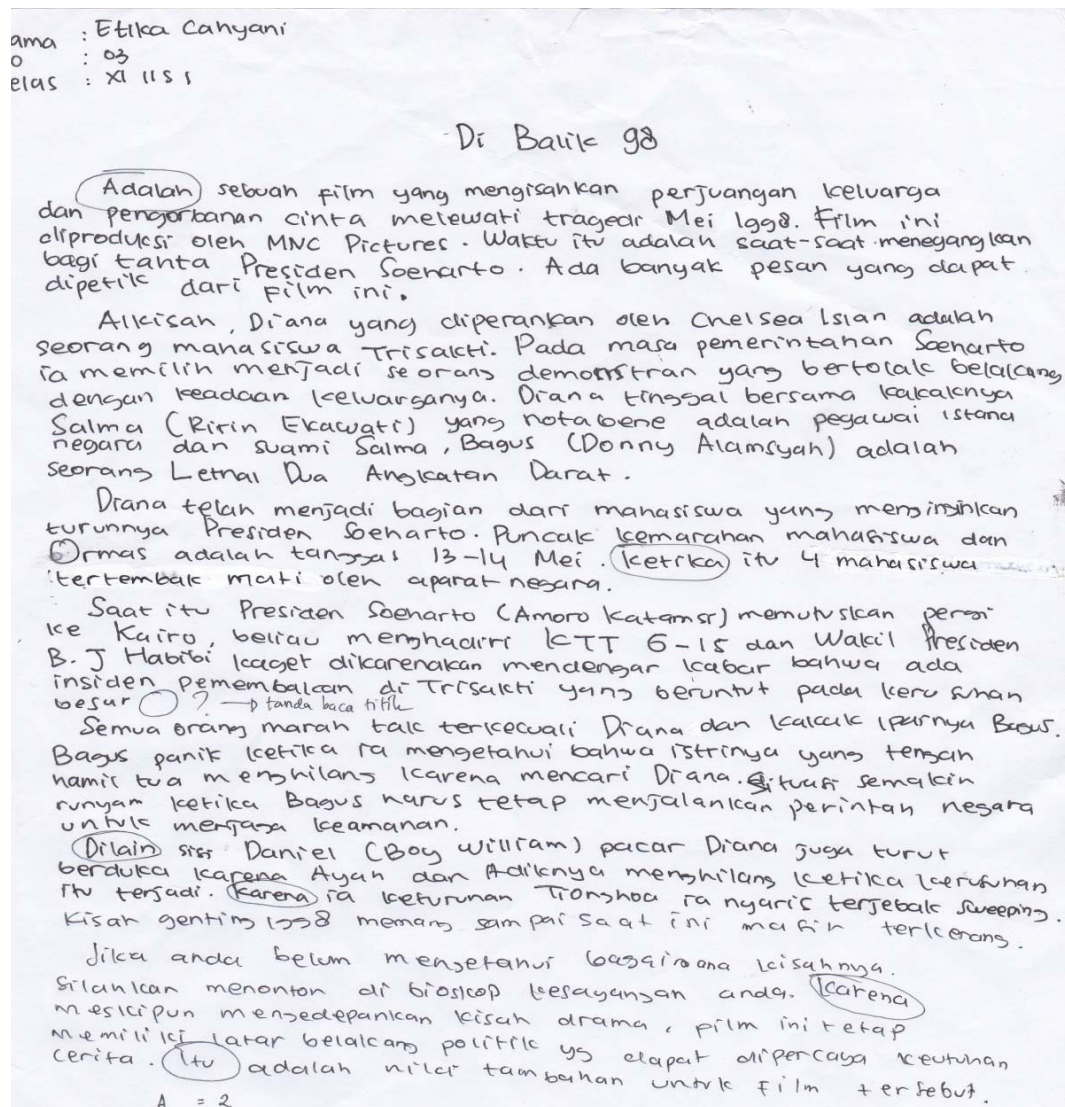 ama : Etika Cahyani
o : 03
elas : XI IIS 1
Di Balik 98
Adalah sebuah film yang mengisahkan perjuangan keluarga
dan pengorbanan cinta melewati tragedi Mei 1998. Film ini
diproduksi oleh MNC Pictures. Waktu itu adalah saat-saat menegangkan
bagi tahta Presiden Soeharto. Ada banyak pesan yang dapat
dipetik dari film ini.
Alkisah, Diana yang diperankan oleh Chelsea Islan adalah
seorang mahasiswa Trisakti. Pada masa pemerintahan Soeharto
ia memilih menjadi seorang demonstran yang bertolak belakang
dengan keadaan keluarganya. Diana tinggal bersama kakaknya
Salma (Ririn Ekawati) yang notabene adalah pegawai istana
negara dan suami Salma, Bagus (Donny Alamsyah) adalah
seorang Letnal Dua Angkatan Darat.
Diana telah menjadi bagian dari mahasiswa yang menginginkan
turunnya Presiden Soeharto. Puncak kemarahan mahasiswa dan
Ormas adalah tanggal 13-14 Mei. Ketika itu 4 mahasiswa
tertembak mati oleh aparat negara.
Saat itu Presiden Soeharto (Amoro Katamsi) memutuskan pergi
ke Kairo, beliau menghadiri KTT G-15 dan Wakil Presiden
B. J Habibi kaget dikarenakan mendengar kabar bahwa ada
insiden pemembakan di Trisakti yang beruntut pada kerusuhan
besar ? → tanda baca titik
Semua orang marah tak terkecuali Diana dan kakak iparnya Bagus.
Bagus panik ketika ia mengetahui bahwa istrinya yang tengah
hamil tua menghilang karena mencari Diana. Situasi semakin
runyam ketika Bagus harus tetap menjalankan perintah negara
untuk menjaga keamanan.
Dilain sisi Daniel (Boy William) pacar Diana juga turut
berduka karena Ayah dan Adiknya menghilang ketika kerusuhan
itu terjadi. Karena ia keturunan Tionghoa ia nyaris terjebak sweeping.
Kisah genting 1998 memang sampai saat ini masih terkenang.
Jika anda belum mengetahui bagaimana kisahnya.
Silahkan menonton di bioskop kesayangan anda. Karena
meskipun mengedepankan kisah drama, film ini tetap
memiliki latar belakang politik yg dapat dipercaya keutuhan
cerita. Itu adalah nilai tambahan untuk film tersebut.
A = 2